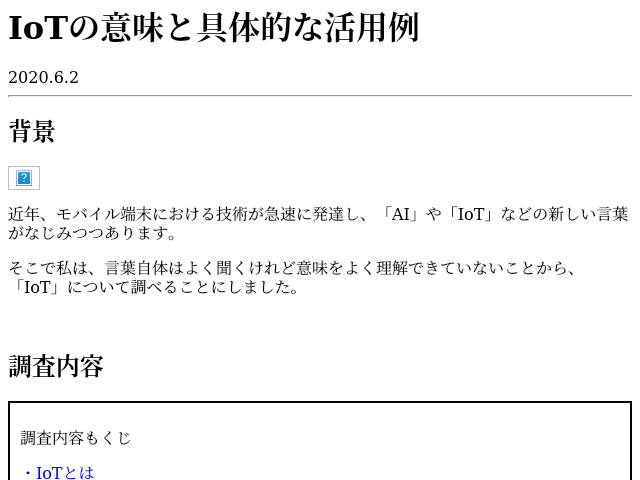 IoTの意味と具体的な活用例
2020.6.2
背景
近年、モバイル端末における技術が急速に発達し、「AI」や「IoT」などの新しい言葉
がなじみつつあります。
そこで私は、言葉自体はよく聞くけれど意味をよく理解できていないことから、
「IoT」について調べることにしました。
調査内容
調査内容もくじ
・IoTとは